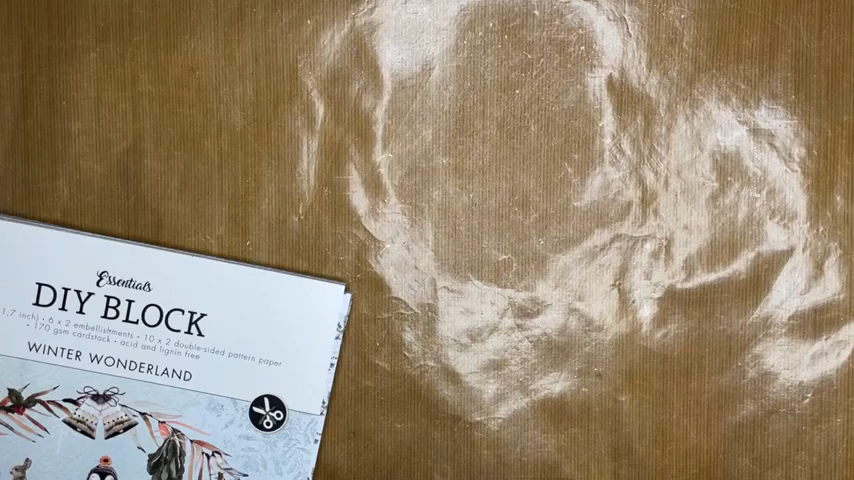 Essentials
DIY BLOCK
1,7 inch) • 6 x 2 embellishments • 10 x 2 double-sided pattern paper
• 170 gsm cardstock • acid and lignin free
WINTER WONDERLAND